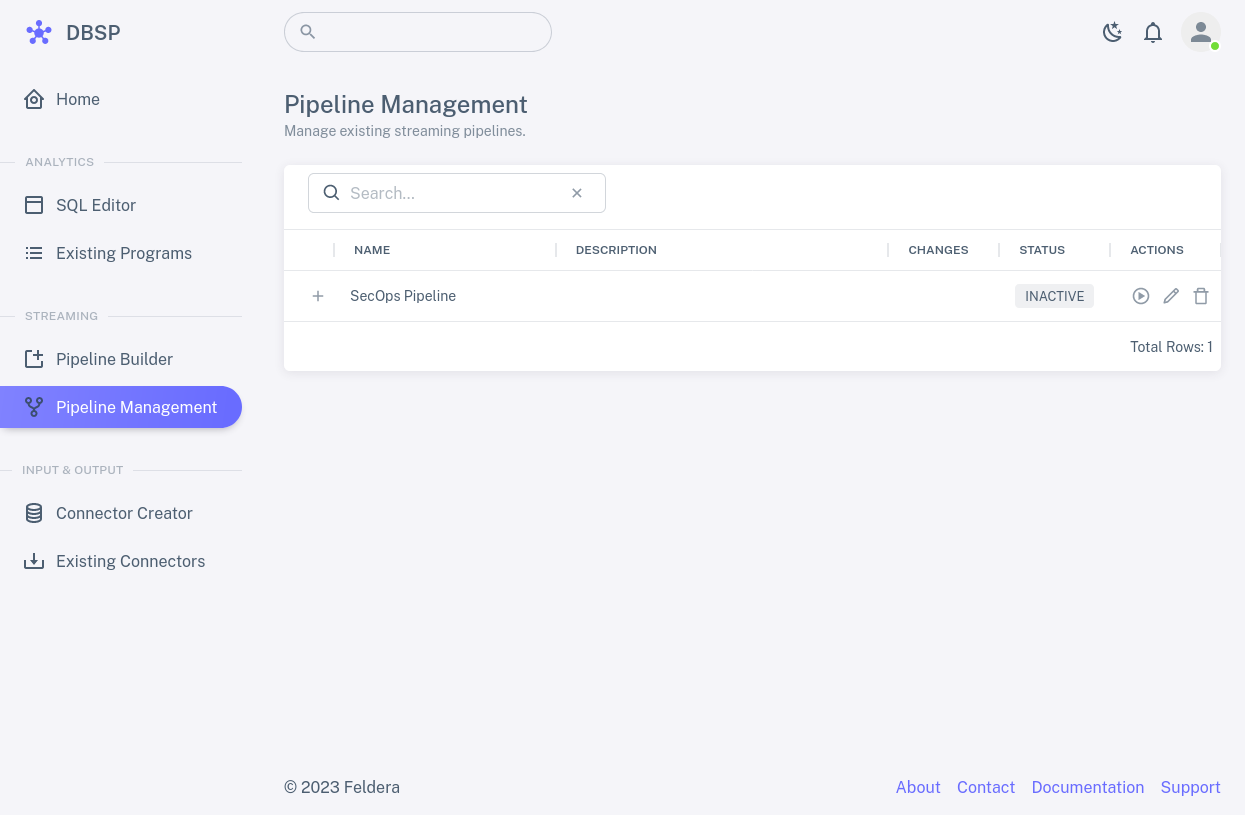 DBSP
Home
ANALYTICS
SQL Editor
Existing Programs
STREAMING
Pipeline Builder
Pipeline Management
INPUT & OUTPUT
Connector Creator
Existing Connectors
Pipeline Management
Manage existing streaming pipelines.
Search...
NAME DESCRIPTION CHANGES STATUS ACTIONS
SecOps Pipeline INACTIVE
Total Rows: 1
© 2023 Feldera About Contact Documentation Support